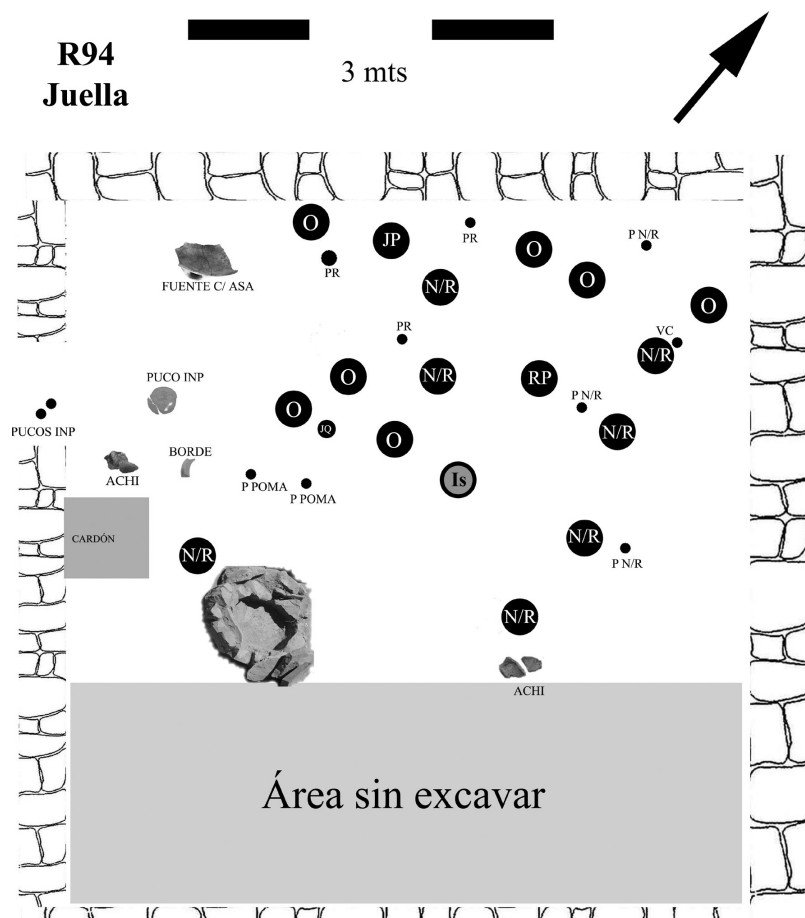 R94
Juella
3 mts
O
JP
PR
O
P N/R
PR
FUENTE C/ ASA
N/R
O
O
PR
VC
N/R
PUCO INP
O
N/R
RP
P N/R
O
JQ
O
N/R
PUCOS INP
BORDE
ACHI
P POMA
P POMA
Is
CARDÓN
N/R
N/R
P N/R
N/R
ACHI
Área sin excavar